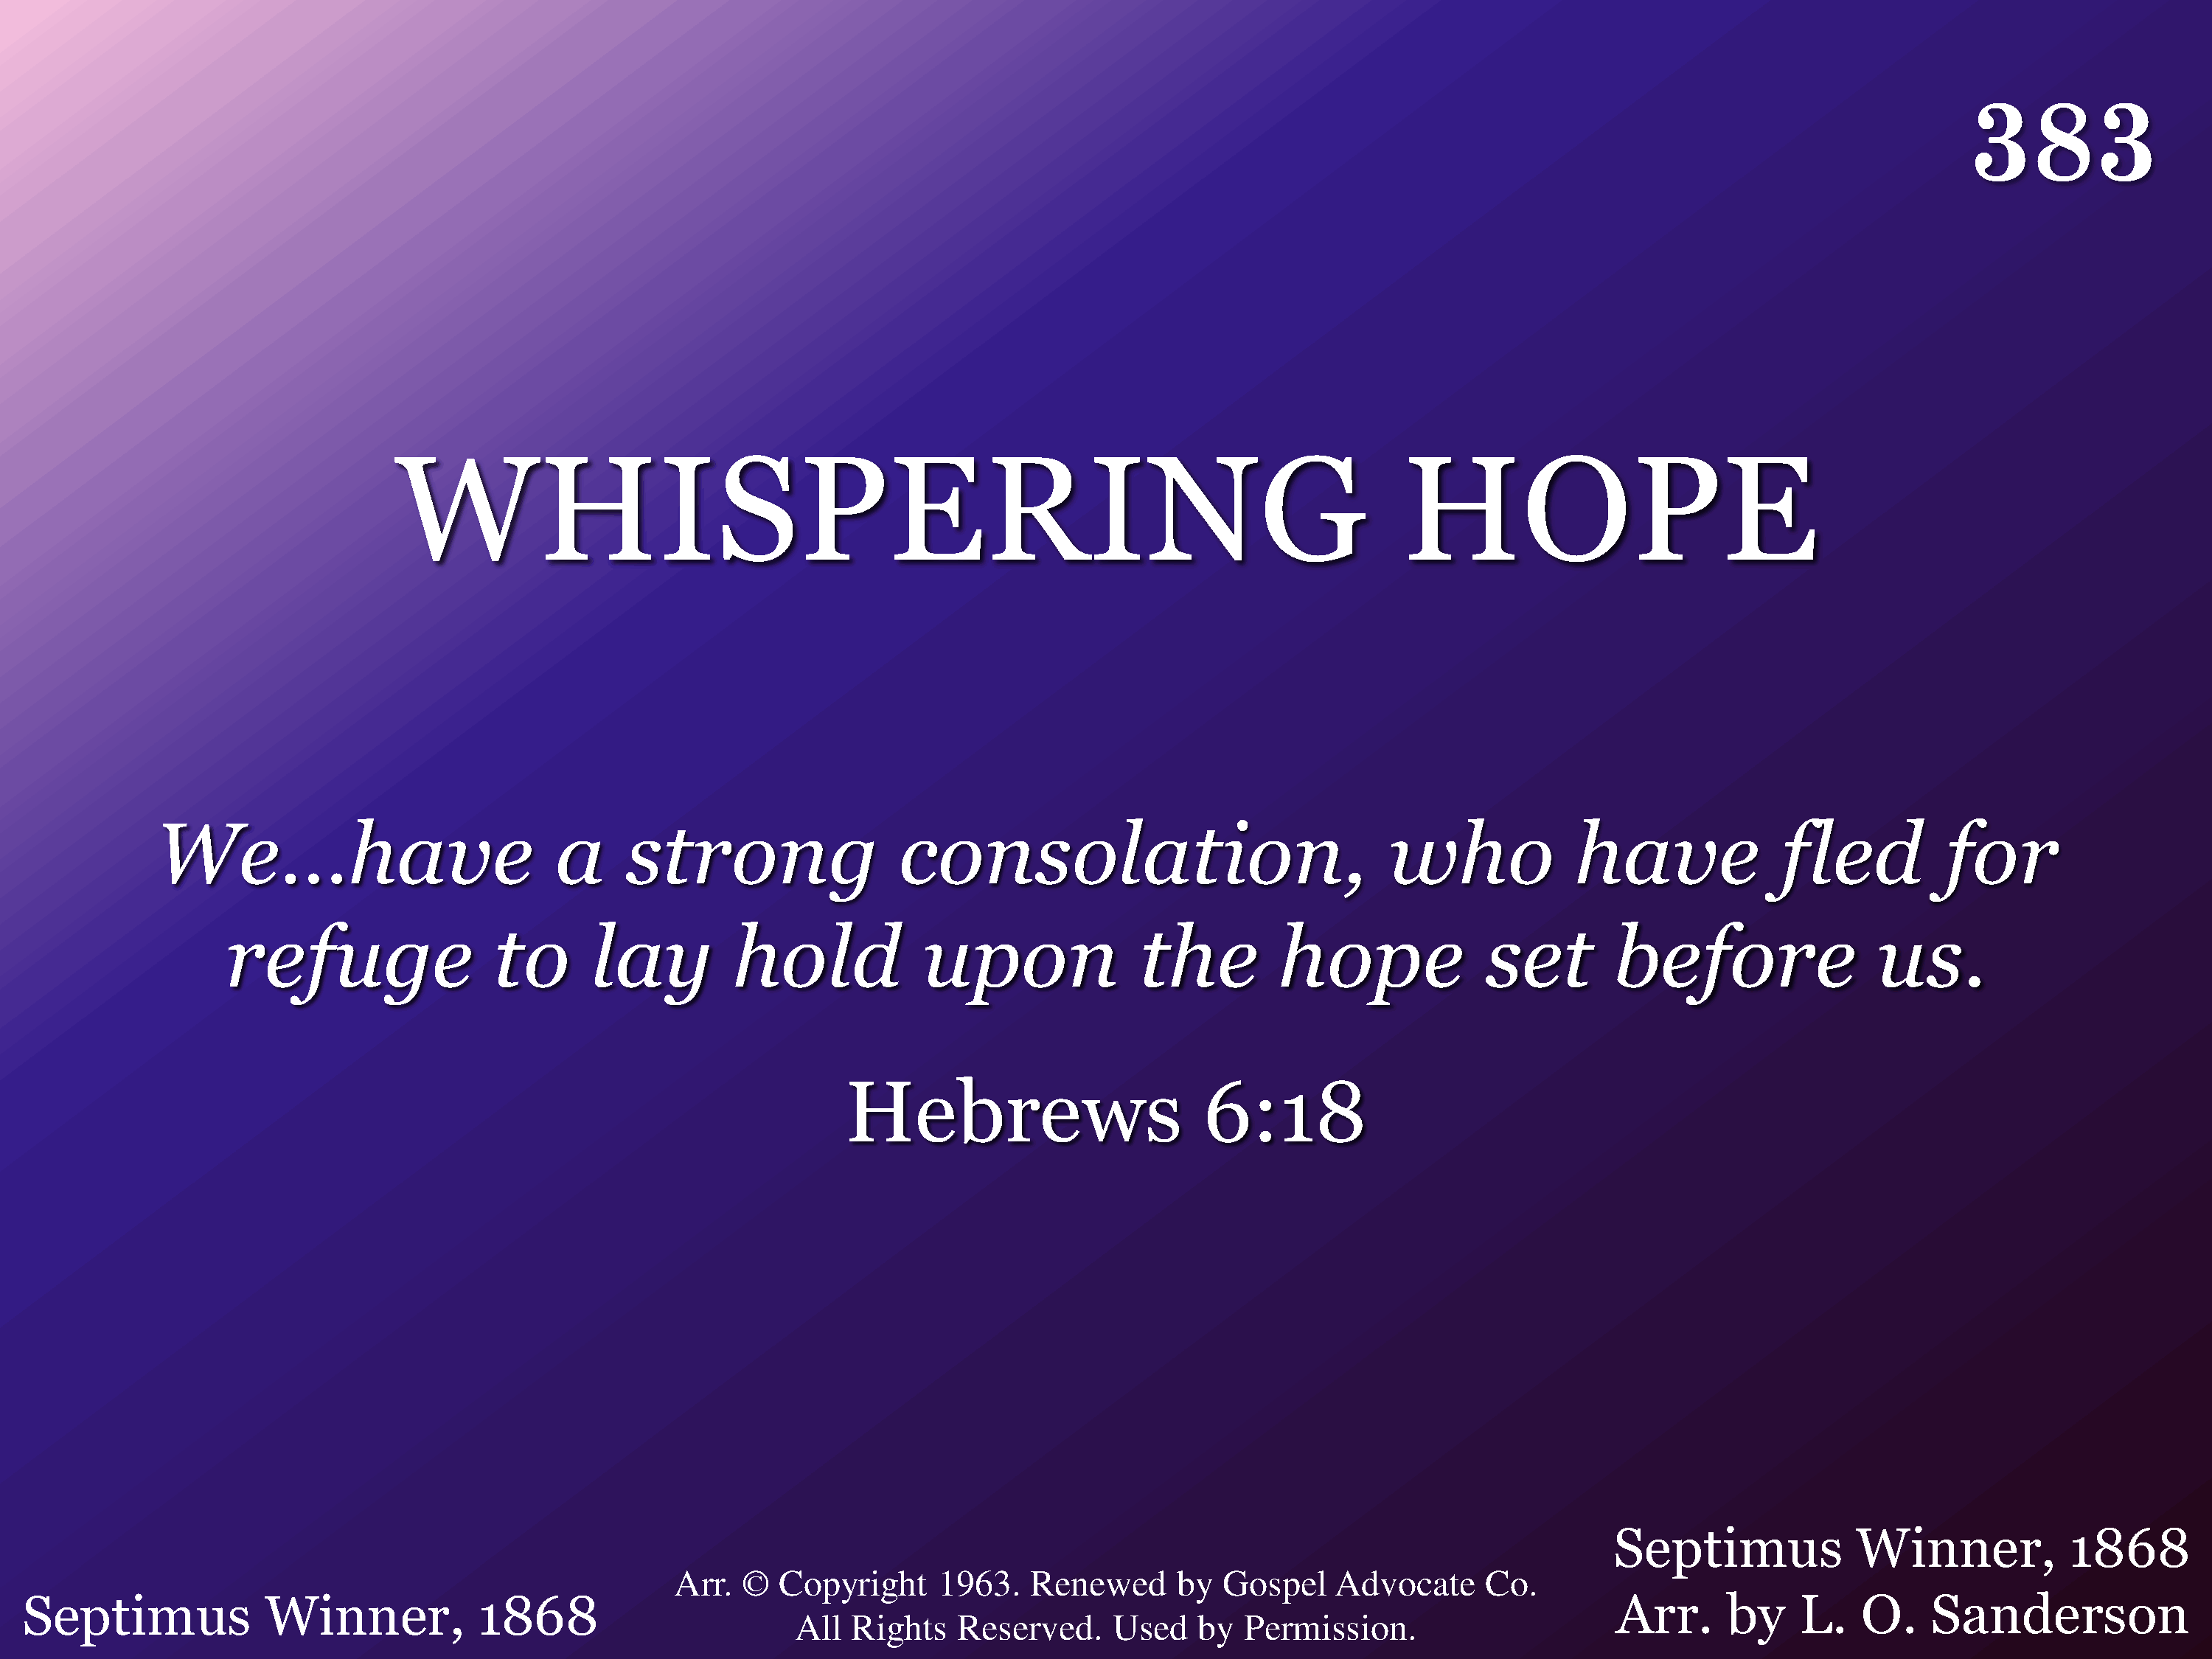 383
WHISPERING HOPE
We...have a strong consolation, who have fled for
refuge to lay hold upon the hope set before us.
Hebrews 6:18
Septimus Winner, 1868
Arr. © Copyright 1963. Renewed by Gospel Advocate Co.
All Rights Reserved. Used by Permission.
Septimus Winner, 1868
Arr. by L. O. Sanderson